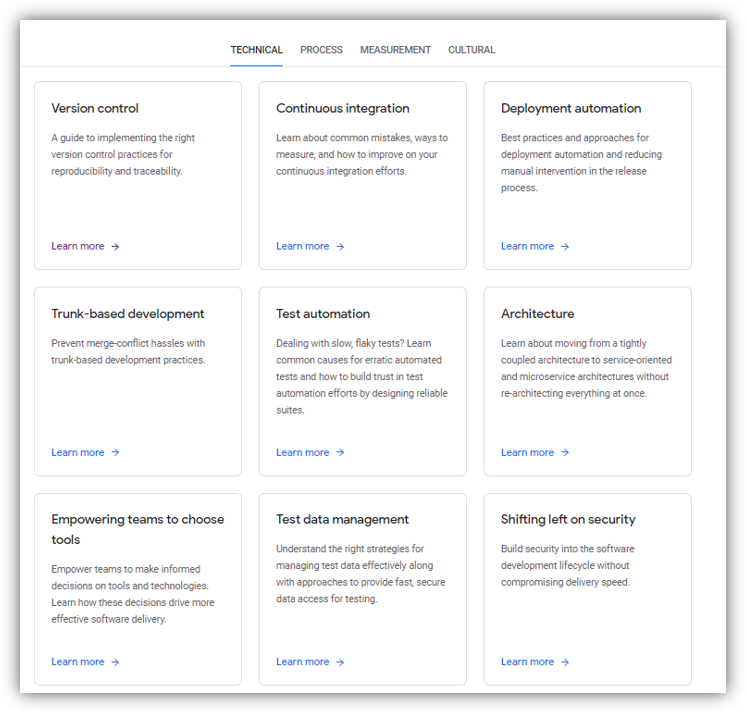 TECHNICAL PROCESS MEASUREMENT CULTURAL
Version control
A guide to implementing the right
version control practices for
reproducibility and traceability.
Learn more →
Continuous integration
Learn about common mistakes, ways to
measure, and how to improve on your
continuous integration efforts.
Learn more →
Deployment automation
Best practices and approaches for
deployment automation and reducing
manual intervention in the release
process.
Learn more →
Trunk-based development
Prevent merge-conflict hassles with
trunk-based development practices.
Learn more →
Test automation
Dealing with slow, flaky tests? Learn
common causes for erratic automated
tests and how to build trust in test
automation efforts by designing reliable
suites.
Learn more →
Architecture
Learn about moving from a tightly
coupled architecture to service-oriented
and microservice architectures without
re-architecting everything at once.
Learn more →
Empowering teams to choose
tools
Empower teams to make informed
decisions on tools and technologies.
Learn how these decisions drive more
effective software delivery.
Learn more →
Test data management
Understand the right strategies for
managing test data effectively along
with approaches to provide fast, secure
data access for testing.
Learn more →
Shifting left on security
Build security into the software
development lifecycle without
compromising delivery speed.
Learn more →